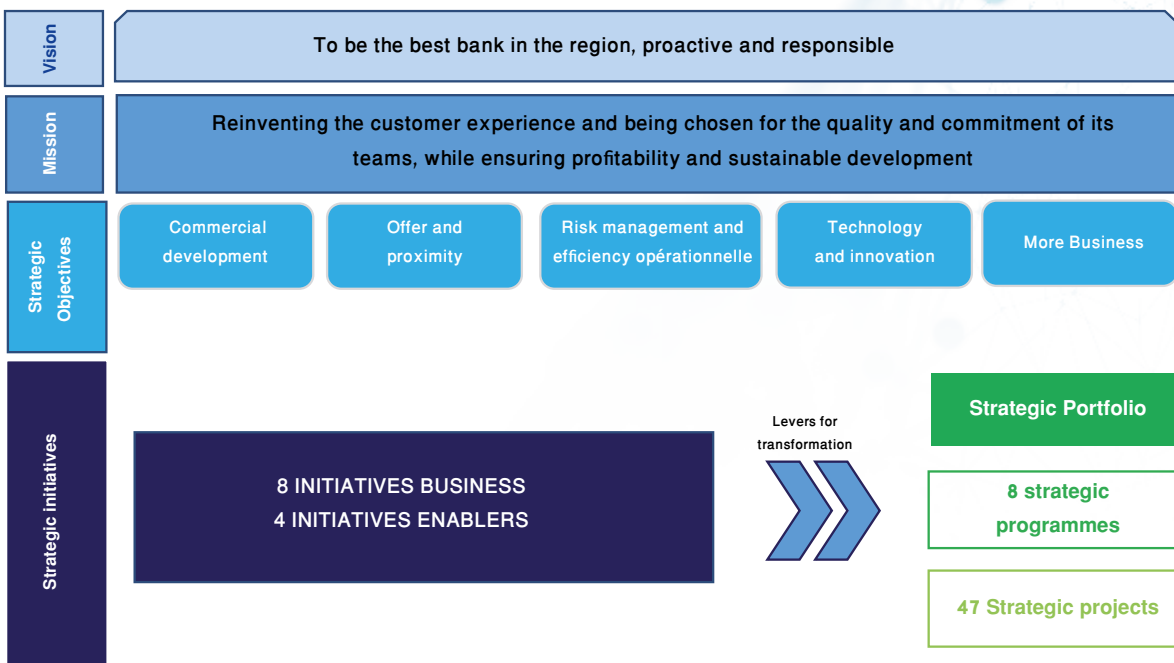 Vision
To be the best bank in the region, proactive and responsible
Mission
Reinventing the customer experience and being chosen for the quality and commitment of its
teams, while ensuring profitability and sustainable development
Strategic
Objectives
Commercial
development
Offer and
proximity
Risk management and
efficiency opérationnelle
Technology
and innovation
More Business
Strategic initiatives
8 INITIATIVES BUSINESS
4 INITIATIVES ENABLERS
Levers for
transformation
Strategic Portfolio
8 strategic
programmes
47 Strategic projects